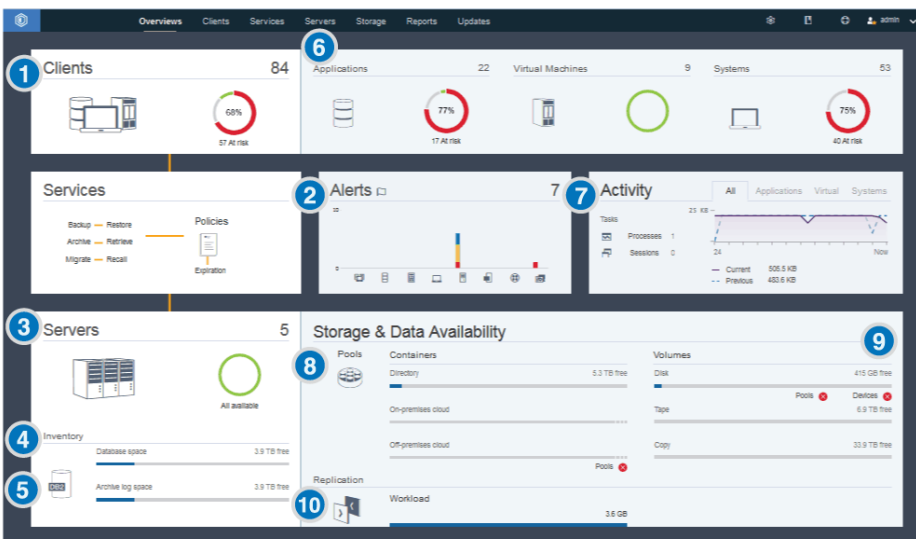 Overviews Clients Services Servers Storage Reports Updates admin
1 Clients 84
68%
57 At risk
6
Applications 22
77%
17 At risk
Virtual Machines 9
Systems 53
75%
40 At risk
Services
Backup Restore
Archive Retrieve
Migrate Recall
Policies
Expiration
2 Alerts 7
0
7 Activity
All Applications Virtual Systems
Tasks
Processes 1
Sessions 0
25 KB
0
24 Now
Current 505.5 KB
Previous 453.6 KB
3 Servers 5
All available
4 Inventory
Database space 3.9 TB free
5 DB2
Archive log space 3.9 TB free
Storage & Data Availability
9
8 Pools
Containers
Directory 5.3 TB free
On-premises cloud
Off-premises cloud
Pools
Volumes
Disk 415 GB free
Pools Devices
Tape 6.9 TB free
Copy 33.9 TB free
Replication
10
Workload
3.6 GB